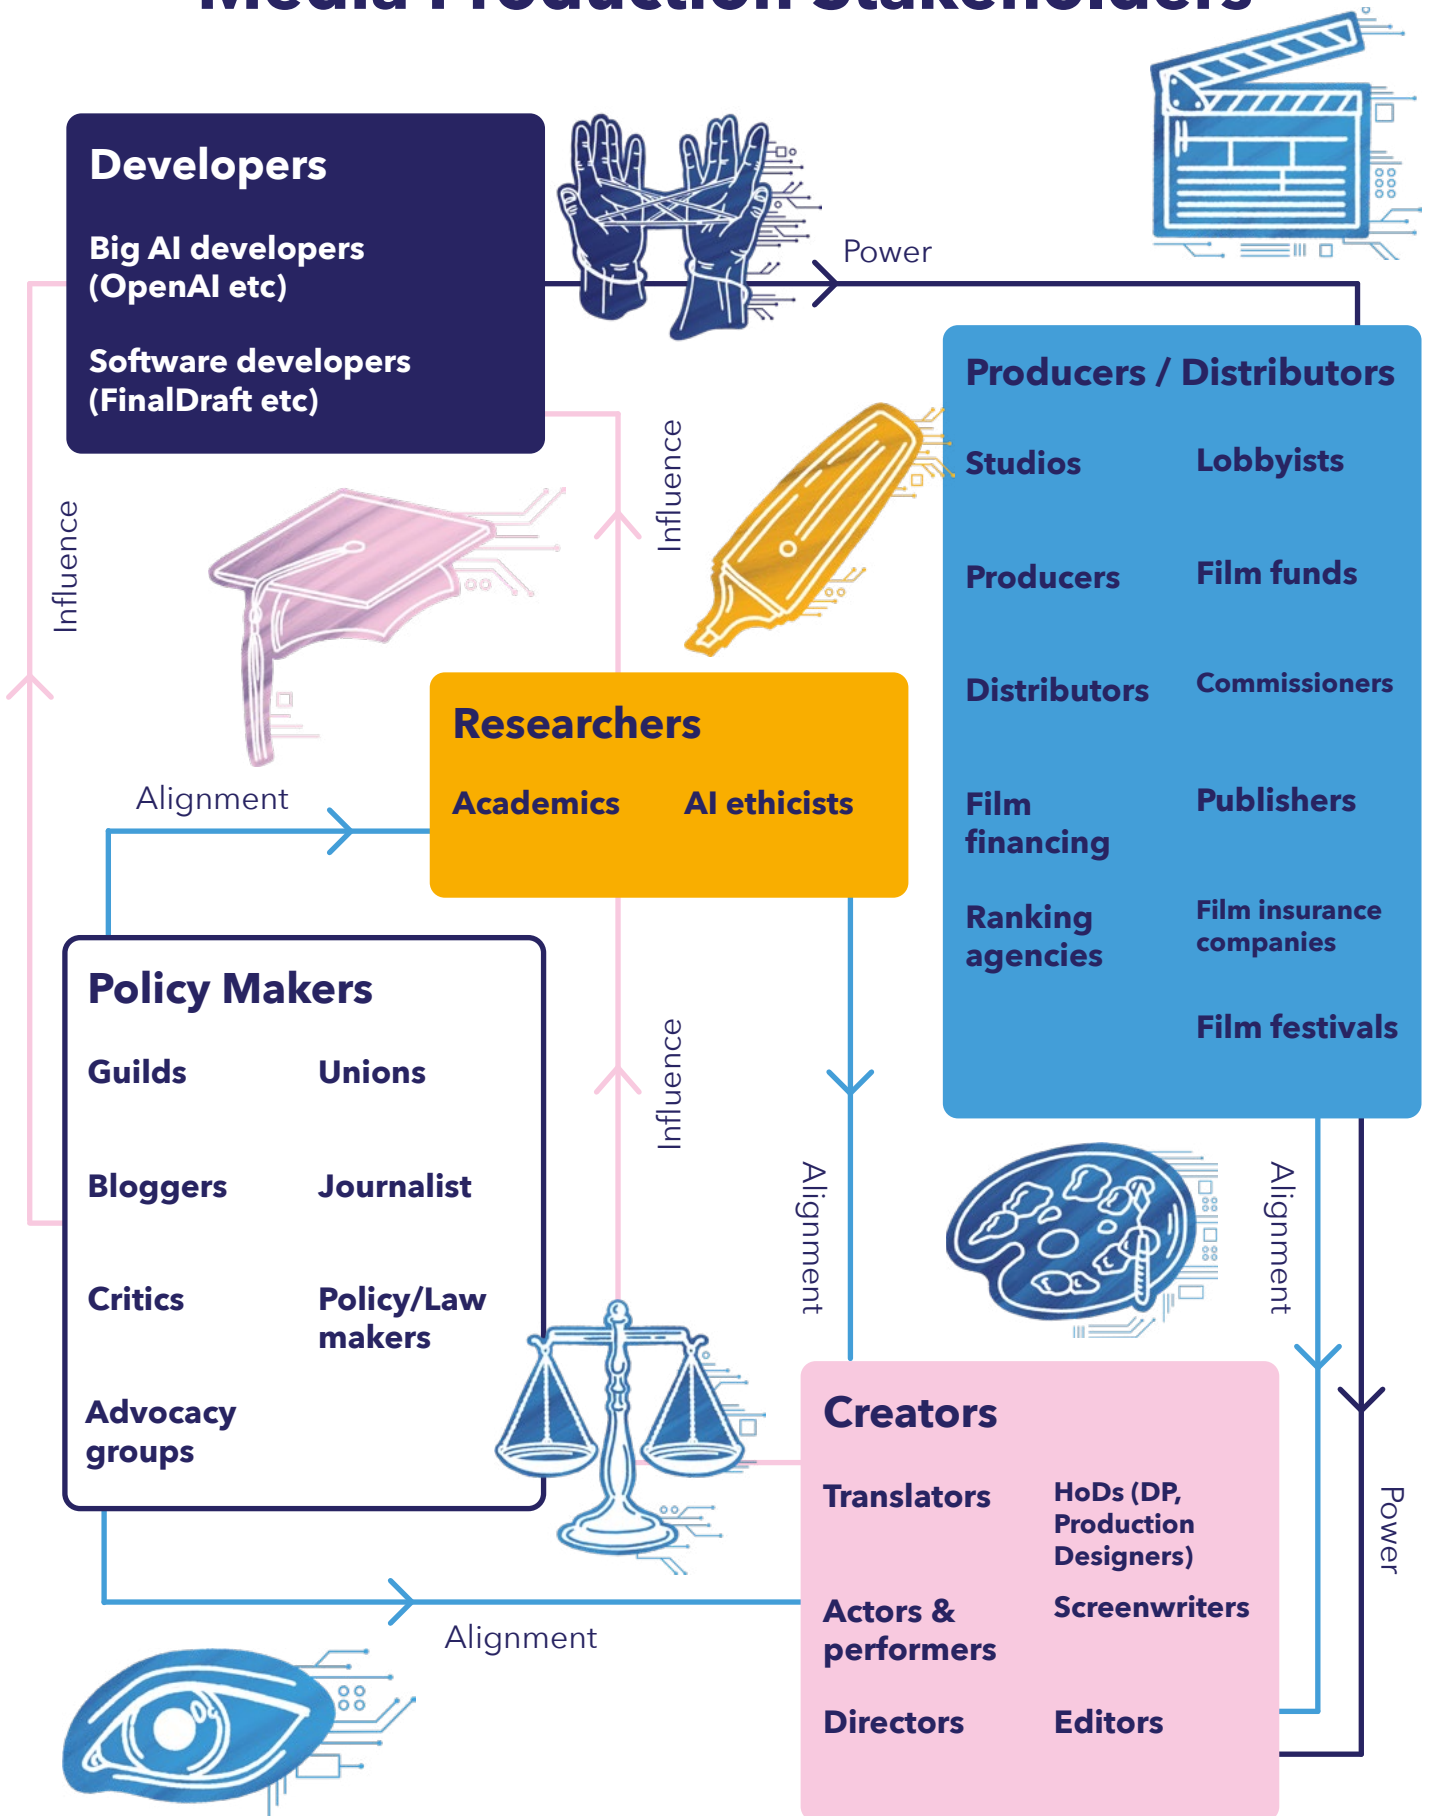 Media Production Stakeholders
Developers
Big AI developers
(OpenAI etc)
Software developers
(FinalDraft etc)
Power
Producers / Distributors
Studios
Lobbyists
Producers
Film funds
Distributors
Commissioners
Film
financing
Publishers
Ranking
agencies
Film insurance
companies
Film festivals
Influence
Influence
Researchers
Academics
AI ethicists
Alignment
Policy Makers
Guilds
Unions
Bloggers
Journalist
Critics
Policy/Law
makers
Advocacy
groups
Influence
Alignment
Alignment
Creators
Translators
HoDs (DP,
Production
Designers)
Actors &
performers
Screenwriters
Directors
Editors
Power
Alignment